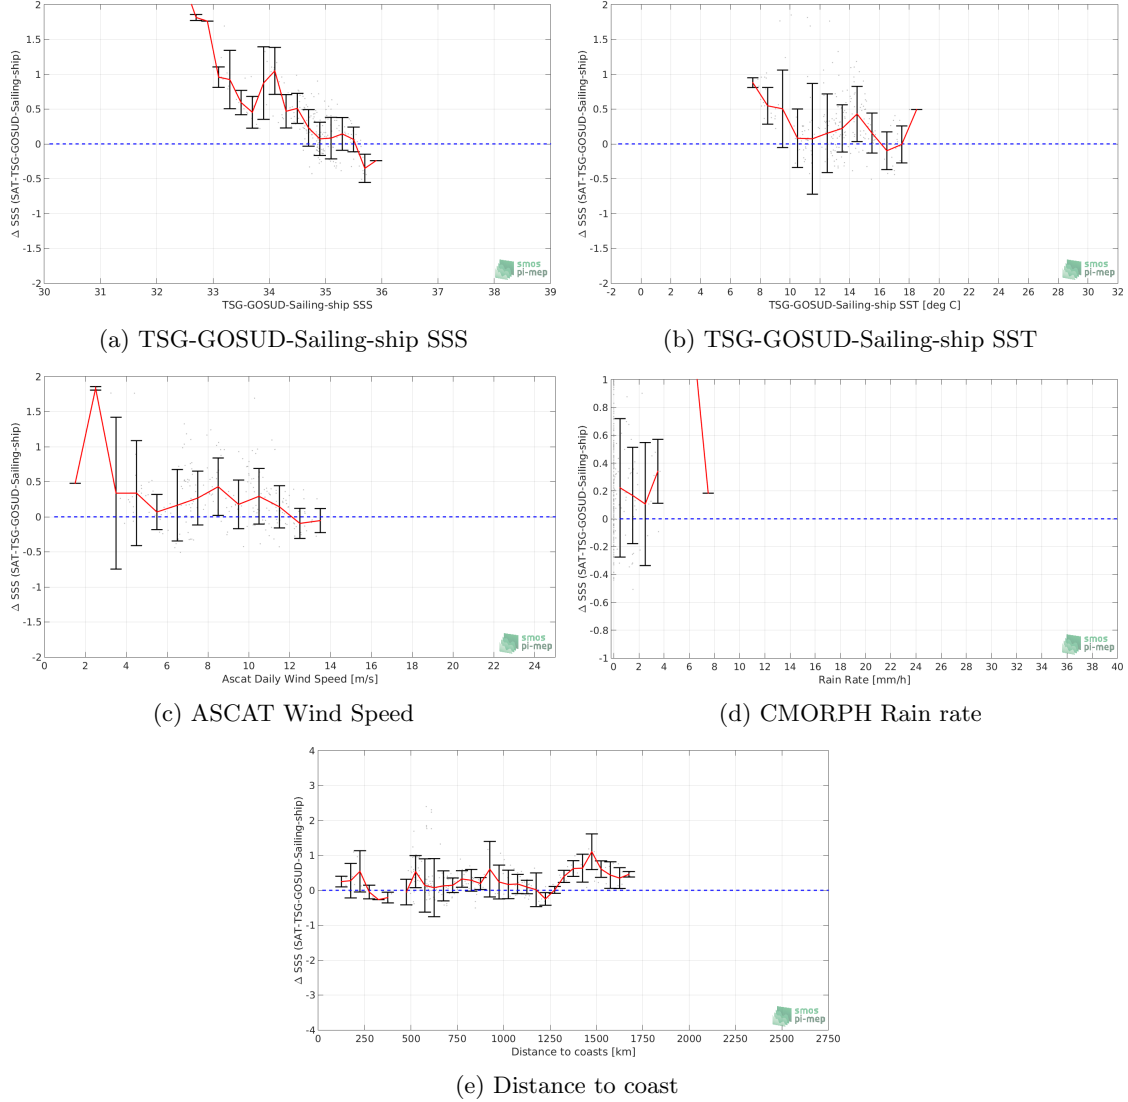 2
1.5
1
0.5
0
-0.5
-1
-1.5
-2
Δ SSS (SAT-TSG-GOSUD-Sailing-ship)
30 31 32 33 34 35 36 37 38 39
TSG-GOSUD-Sailing-ship SSS
smos
pi-mep
(a) TSG-GOSUD-Sailing-ship SSS
2
1.5
1
0.5
0
-0.5
-1
-1.5
-2
Δ SSS (SAT-TSG-GOSUD-Sailing-ship)
-2 0 2 4 6 8 10 12 14 16 18 20 22 24 26 28 30 32
TSG-GOSUD-Sailing-ship SST [deg C]
smos
pi-mep
(b) TSG-GOSUD-Sailing-ship SST
2
1.5
1
0.5
0
-0.5
-1
-1.5
-2
Δ SSS (SAT-TSG-GOSUD-Sailing-ship)
0 2 4 6 8 10 12 14 16 18 20 22 24
Ascat Daily Wind Speed [m/s]
smos
pi-mep
(c) ASCAT Wind Speed
1
0.8
0.6
0.4
0.2
0
-0.2
-0.4
-0.6
-0.8
-1
Δ SSS (SAT-TSG-GOSUD-Sailing-ship)
0 2 4 6 8 10 12 14 16 18 20 22 24 26 28 30 32 34 36 38 40
Rain Rate [mm/h]
smos
pi-mep
(d) CMORPH Rain rate
4
3
2
1
0
-1
-2
-3
-4
Δ SSS (SAT-TSG-GOSUD-Sailing-ship)
0 250 500 750 1000 1250 1500 1750 2000 2250 2500 2750
Distance to coasts [km]
smos
pi-mep
(e) Distance to coast